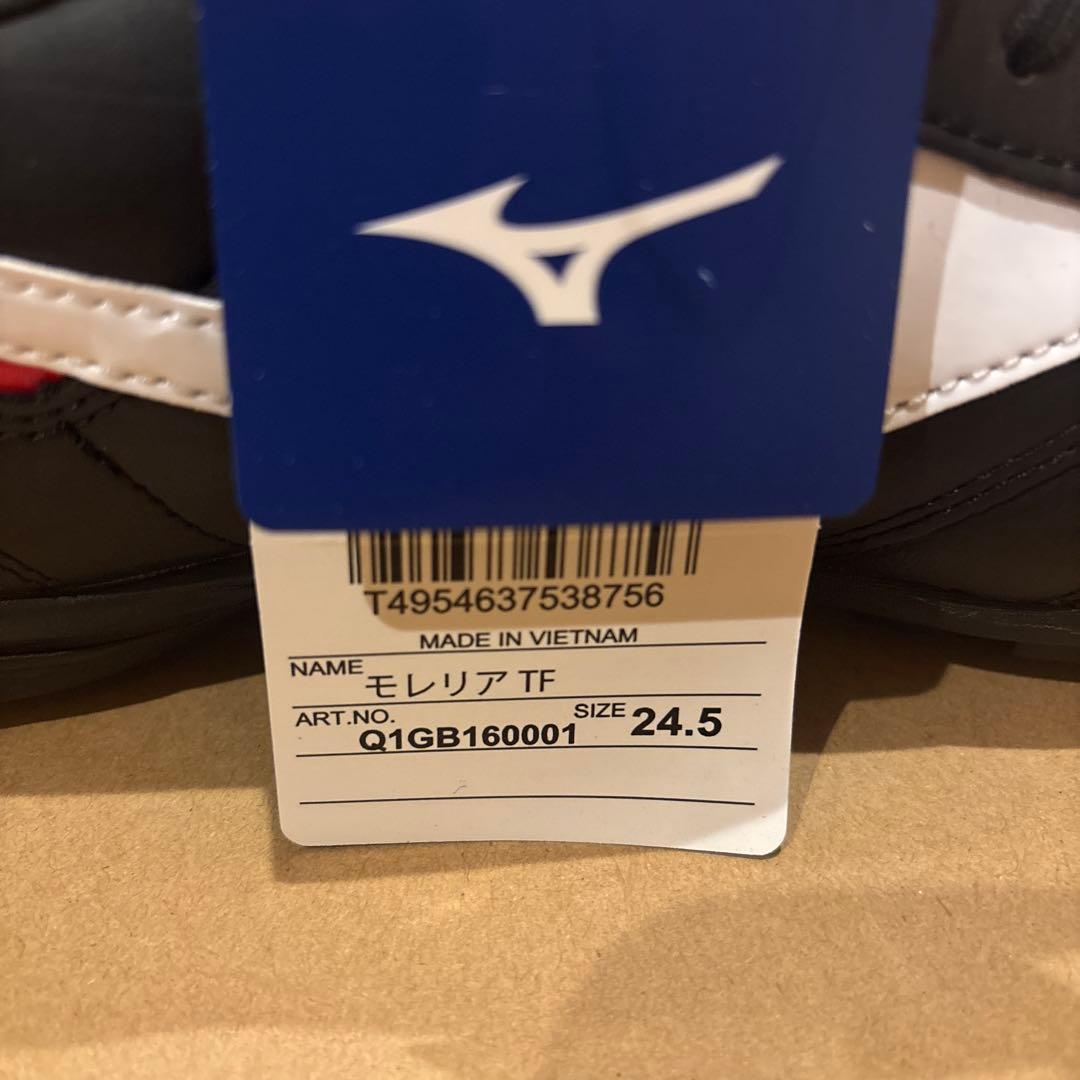 T4954637538756
MADE IN VIETNAM
NAME モレリア TF
ART.NO. Q1GB160001 SIZE 24.5